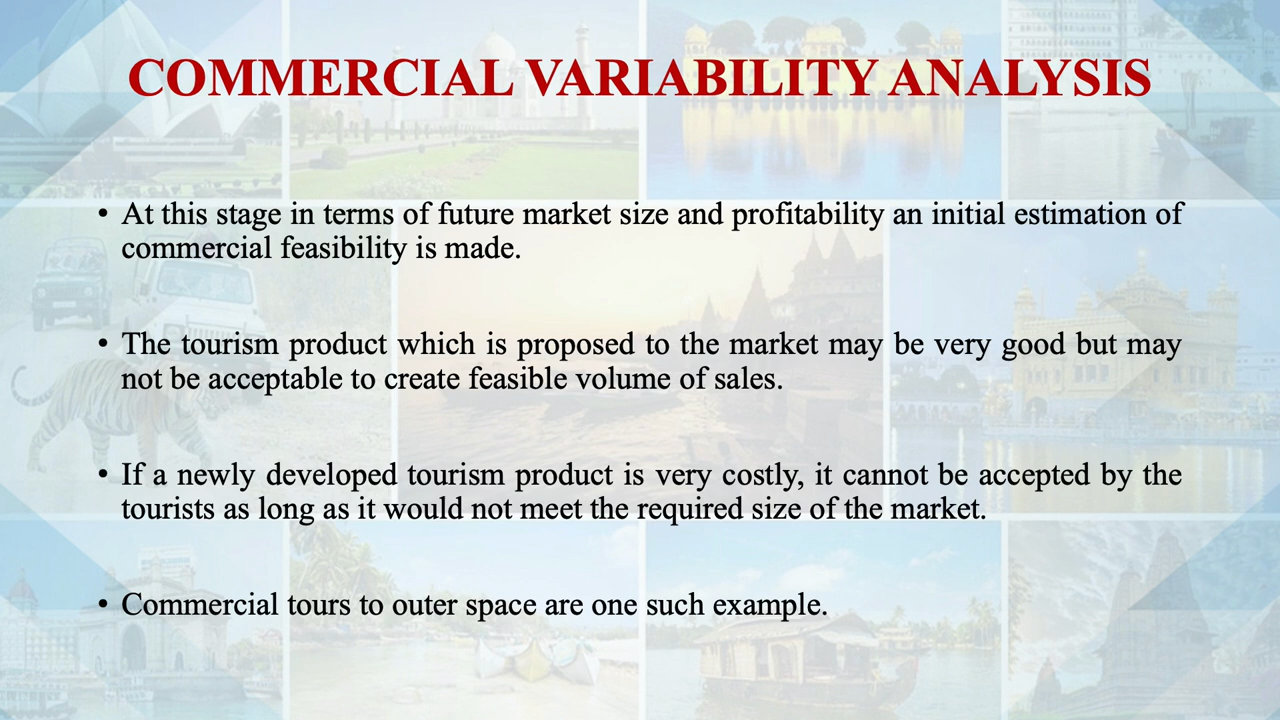 COMMERCIAL VARIABILITY ANALYSIS
• At this stage in terms of future market size and profitability an initial estimation of
commercial feasibility is made.
• The tourism product which is proposed to the market may be very good but may
not be acceptable to create feasible volume of sales.
• If a newly developed tourism product is very costly, it cannot be accepted by the
tourists as long as it would not meet the required size of the market.
• Commercial tours to outer space are one such example.